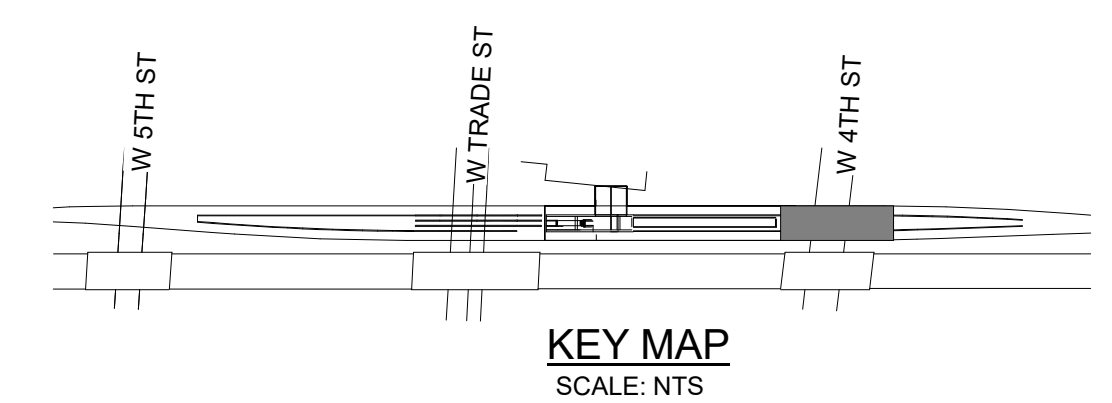 W 5TH ST
W TRADE ST
W 4TH ST
KEY MAP
SCALE: NTS